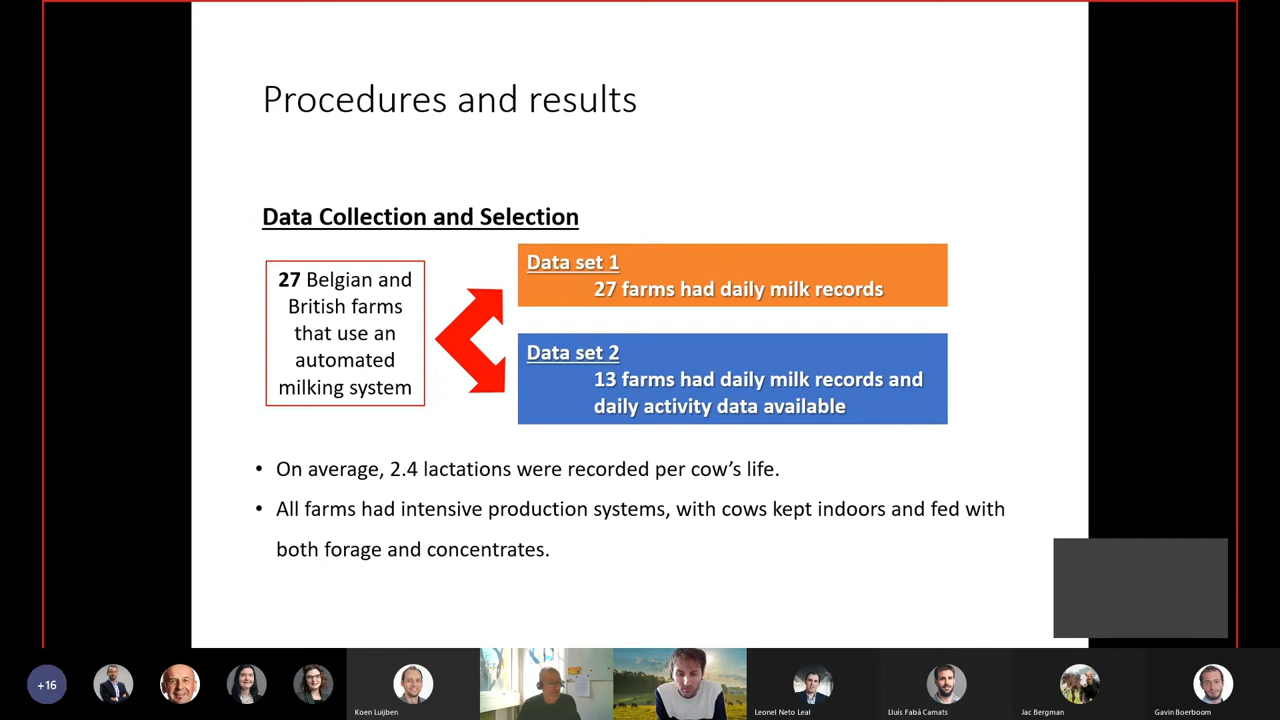 Procedures and results
Data Collection and Selection
27 Belgian and
British farms
that use an
automated
milking system
Data set 1
27 farms had daily milk records
Data set 2
13 farms had daily milk records and
daily activity data available
• On average, 2.4 lactations were recorded per cow's life.
• All farms had intensive production systems, with cows kept indoors and fed with
both forage and concentrates.
+16
Koen Luijben
Leonel Neto Leal
Lluís Fabà Camats
Jac Bergman
Gavin Boerboom